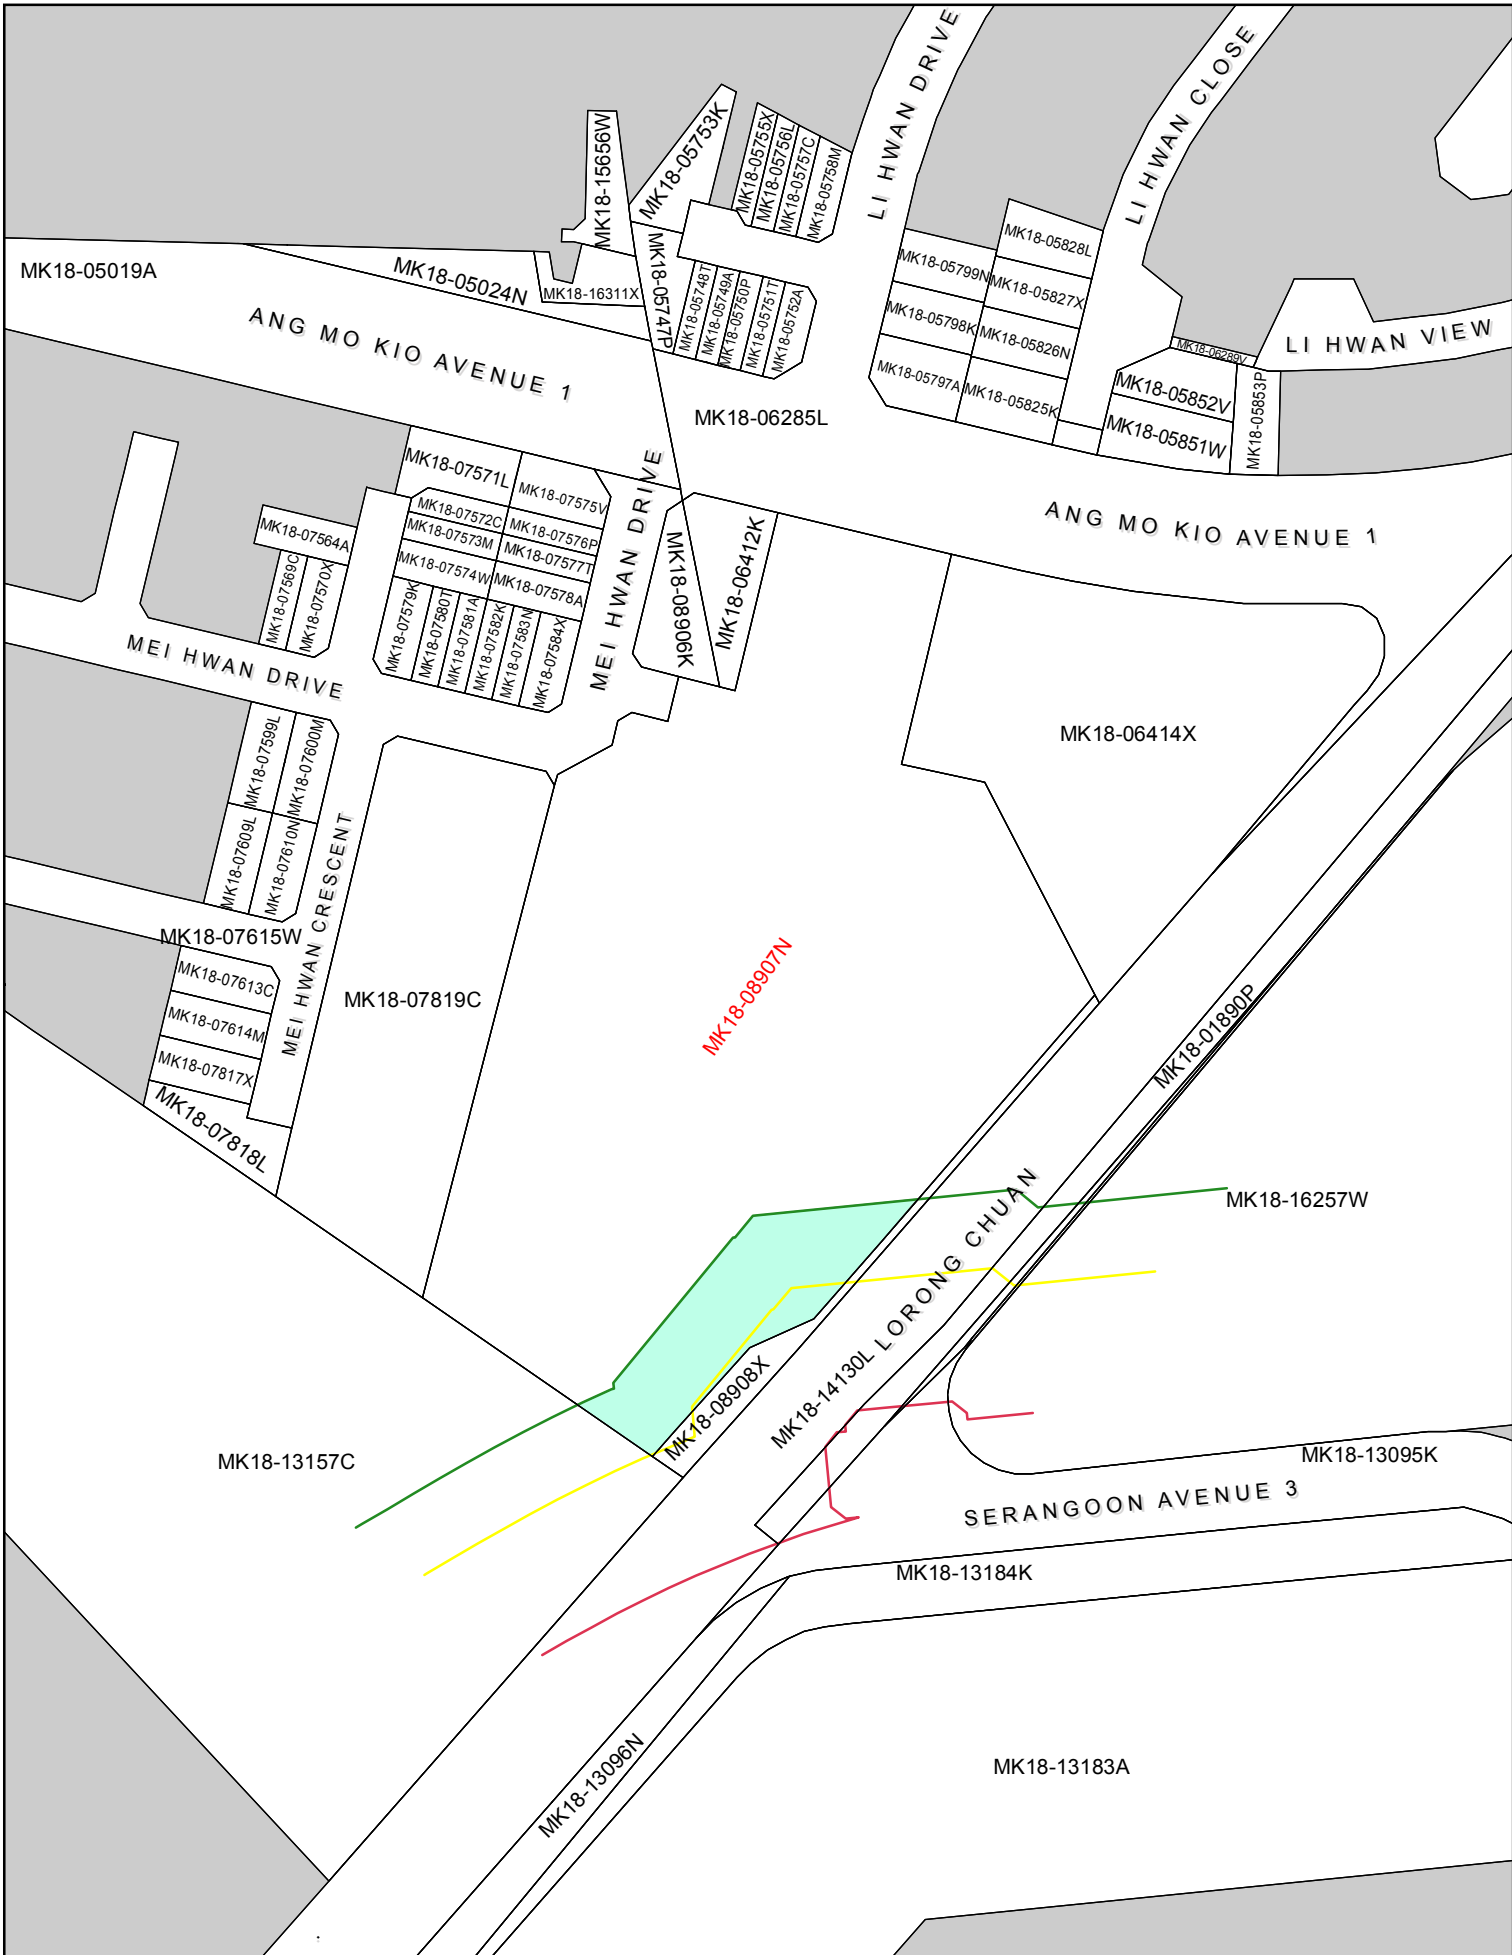 LI HWAN DRIVE
LI HWAN CLOSE
MK18-15656W
MK18-05753K
MK18-05755X
MK18-05756L
MK18-05757C
MK18-05758M
MK18-05019A
MK18-05024N
MK18-16311X
MK18-05747P
MK18-05748T
MK18-05749A
MK18-05750P
MK18-05751T
MK18-05752A
MK18-05799N
MK18-05828L
MK18-05827X
MK18-05798K
MK18-05826N
MK18-05797A
MK18-05825K
MK18-06289V
LI HWAN VIEW
MK18-05852V
MK18-05851W
MK18-05853P
ANG MO KIO AVENUE 1
MK18-06285L
ANG MO KIO AVENUE 1
MK18-07571L
MK18-07575V
MK18-07572C
MK18-07576P
MK18-07573M
MK18-07577T
MK18-07574W
MK18-07578A
MK18-07564A
MK18-07569C
MK18-07570X
MK18-07579K
MK18-07580T
MK18-07581A
MK18-07582K
MK18-07583N
MK18-07584X
MEI HWAN DRIVE
MK18-08906K
MK18-06412K
MEI HWAN DRIVE
MK18-06414X
MK18-07599L
MK18-07600M
MK18-07609L
MK18-07610N
MEI HWAN CRESCENT
MK18-07615W
MK18-07613C
MK18-07614M
MK18-07817X
MK18-07818L
MK18-07819C
MK18-08907N
MK18-01890P
MK18-16257W
LORONG CHUAN
MK18-14130L
MK18-08908X
MK18-13157C
MK18-13095K
SERANGOON AVENUE 3
MK18-13184K
MK18-13096N
MK18-13183A